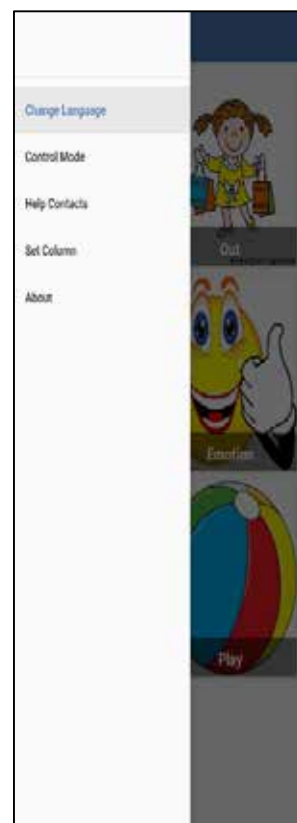 Change Language
Control Mode
Help Contacts
Set Column
About
Out
Emotion
Play